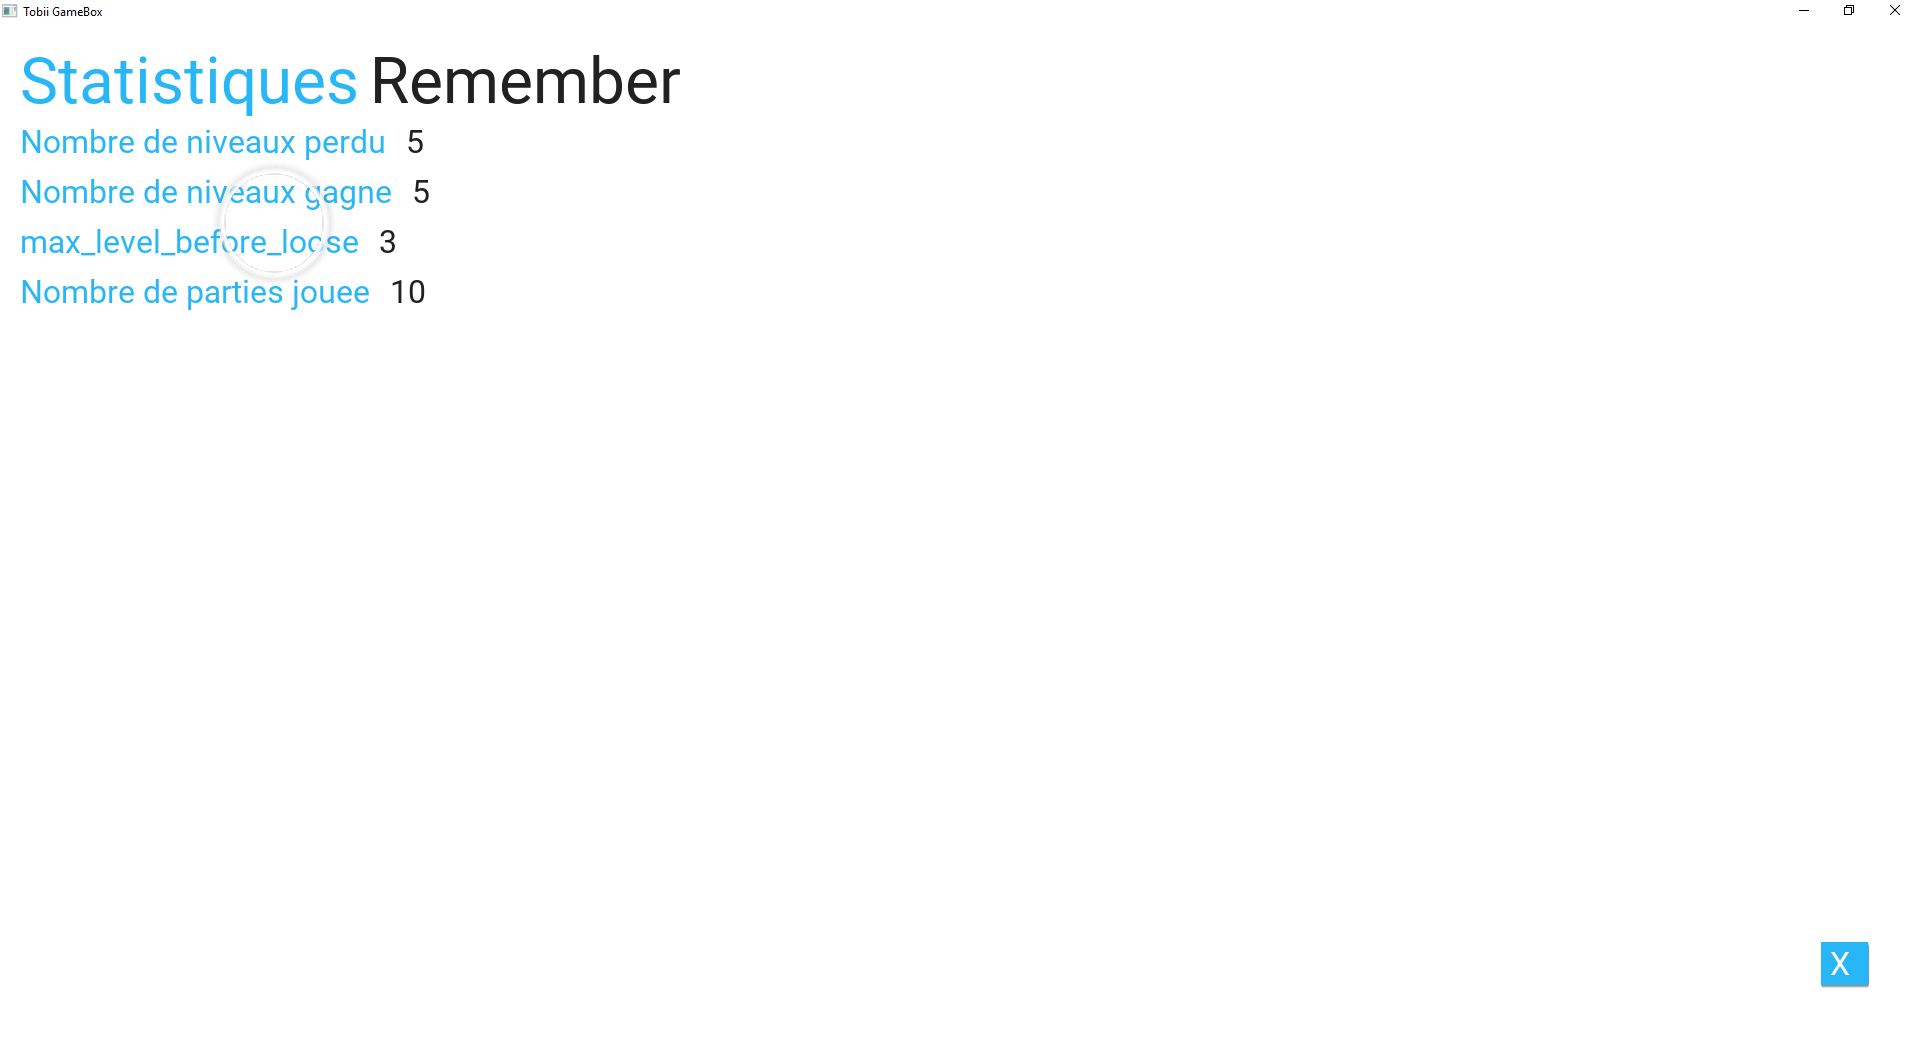 Tobii GameBox
Statistiques Remember
Nombre de niveaux perdu 5
Nombre de niveaux gagne 5
max_level_before_loose 3
Nombre de parties jouee 10
X